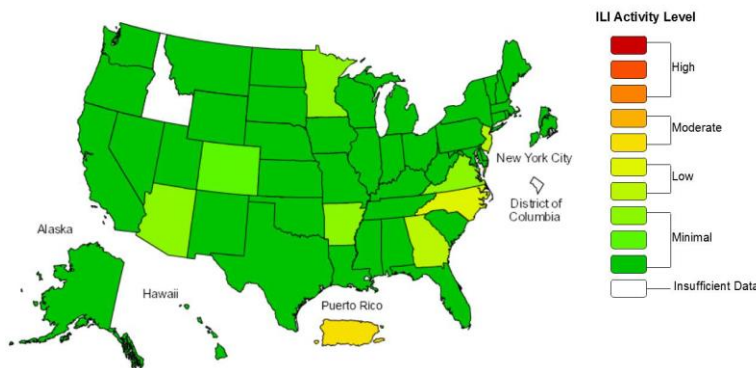 ILI Activity Level
High
Moderate
Low
Minimal
Insufficient Data
New York City
District of
Columbia
Alaska
Hawaii
Puerto Rico